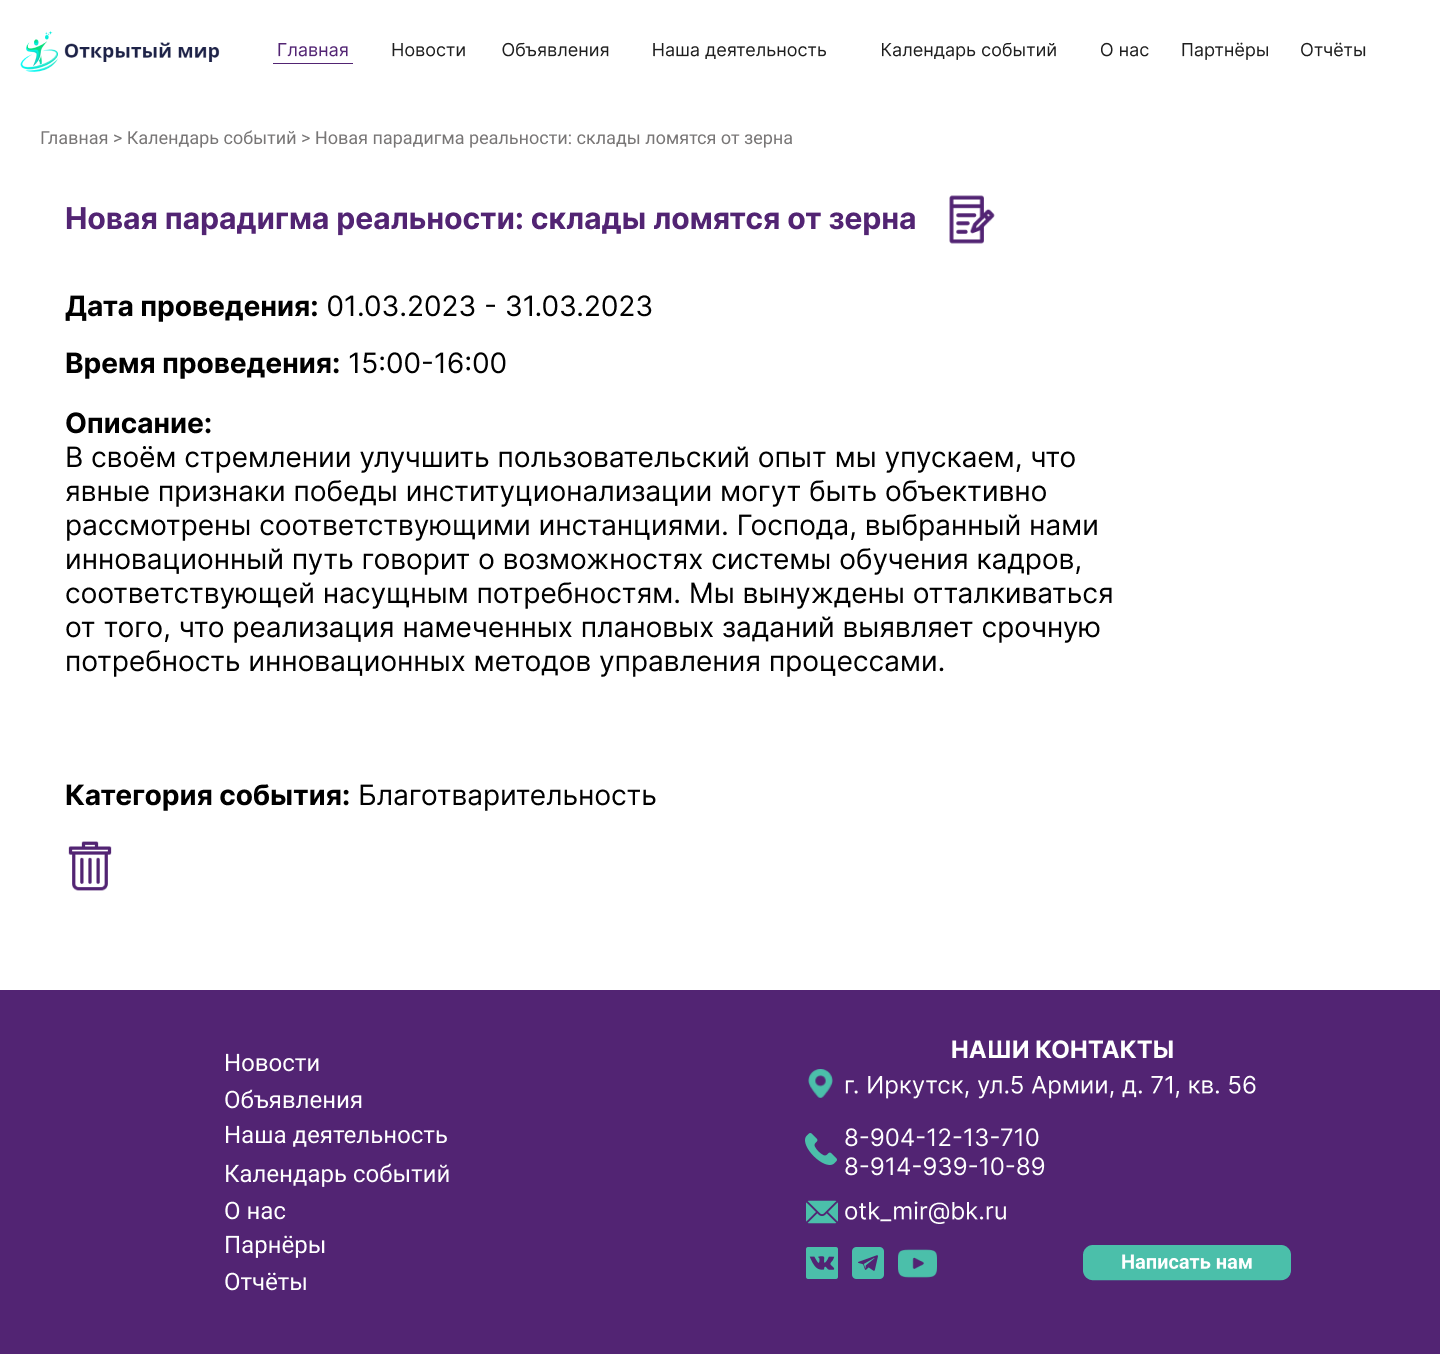 Открытый мир
Главная
Новости
Объявления
Наша деятельность
Календарь событий
О нас
Партнёры
Отчёты
Главная > Календарь событий > Новая парадигма реальности: склады ломятся от зерна
Новая парадигма реальности: склады ломятся от зерна
Дата проведения: 01.03.2023 - 31.03.2023
Время проведения: 15:00-16:00
Описание:
В своём стремлении улучшить пользовательский опыт мы упускаем, что
явные признаки победы институционализации могут быть объективно
рассмотрены соответствующими инстанциями. Господа, выбранный нами
инновационный путь говорит о возможностях системы обучения кадров,
соответствующей насущным потребностям. Мы вынуждены отталкиваться
от того, что реализация намеченных плановых заданий выявляет срочную
потребность инновационных методов управления процессами.
Категория события: Благотварительность
Новости
Объявления
Наша деятельность
Календарь событий
О нас
Парнёры
Отчёты
НАШИ КОНТАКТЫ
г. Иркутск, ул.5 Армии, д. 71, кв. 56
8-904-12-13-710
8-914-939-10-89
otk_mir@bk.ru
Написать нам